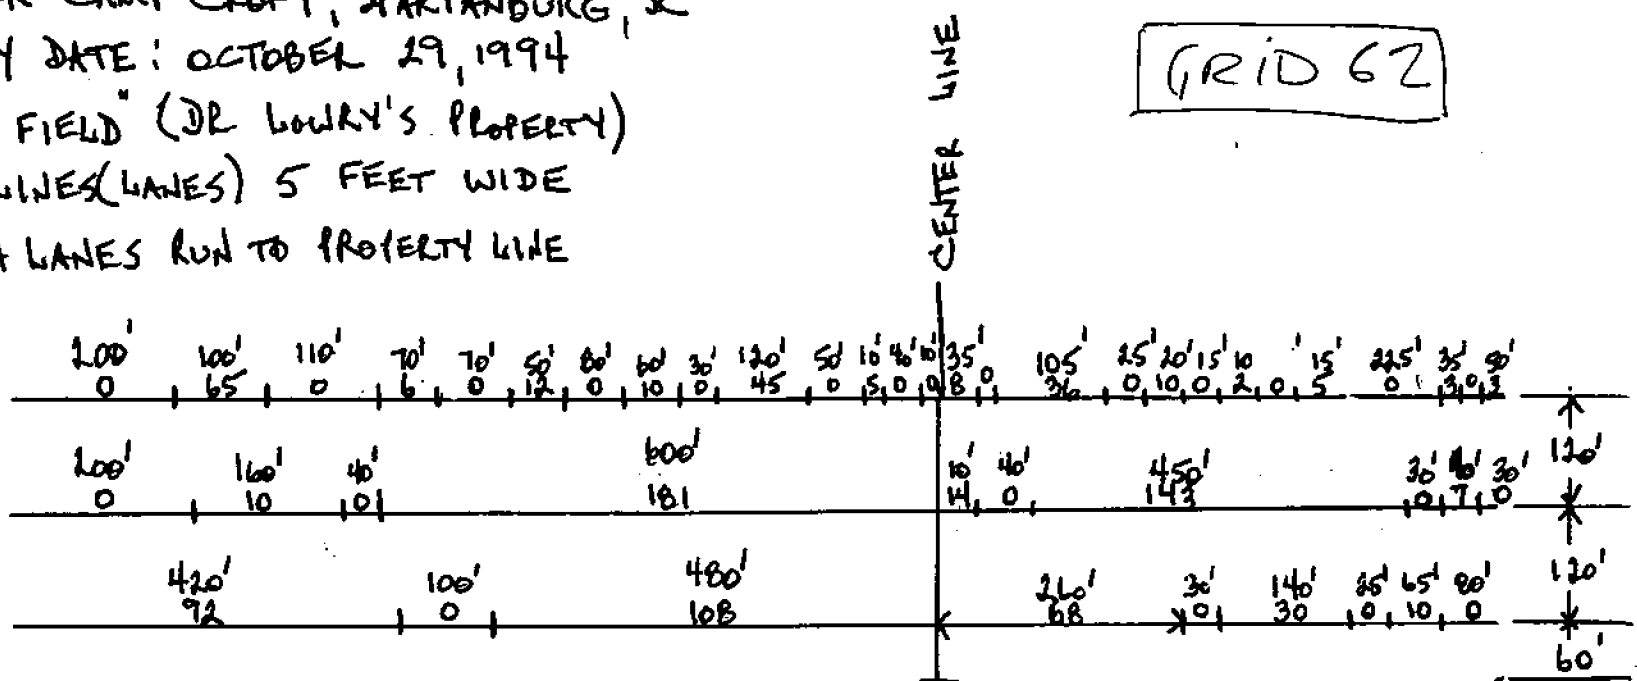 CAMP CROFT, SPARTANBURG, SC
DATE: OCTOBER 29, 1994
FIELD" (DR LOWRY'S PROPERTY)
LINES(LANES) 5 FEET WIDE
LANES RUN TO PROPERTY LINE
CENTER LINE
GRID 62
200' 100' 110' 70' 70' 50' 80' 60' 30' 120' 50' 10' 40' 10' 35' 105' 25' 20' 15' 10 ' 15' 225' 35' 50'
0 65 0 6 0 12 0 10 0 45 0 5 0 0 8 0 36 0 10 0 2 0 5 0 3 0 3
200' 160' 40' 600' 10' 40' 450' 30' 30' 120'
0 10 0 181 0 143 0 7 0
420' 100' 480' 260' 30' 140' 25' 65' 80' 120'
92 0 108 68 0 30 0 10 0
60'